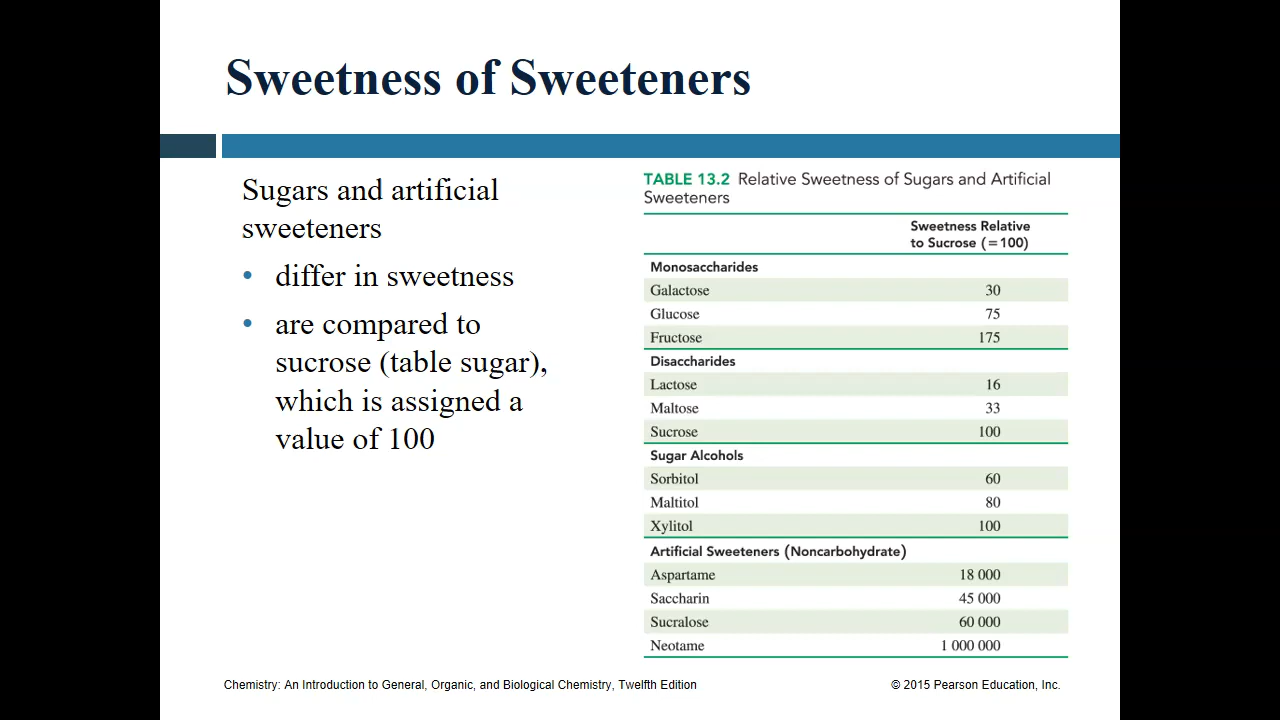 Sweetness of Sweeteners
Sugars and artificial
sweeteners
• differ in sweetness
• are compared to
sucrose (table sugar),
which is assigned a
value of 100
TABLE 13.2 Relative Sweetness of Sugars and Artificial
Sweeteners
Sweetness Relative
to Sucrose (=100)
Monosaccharides
Galactose 30
Glucose 75
Fructose 175
Disaccharides
Lactose 16
Maltose 33
Sucrose 100
Sugar Alcohols
Sorbitol 60
Maltitol 80
Xylitol 100
Artificial Sweeteners (Noncarbohydrate)
Aspartame 18 000
Saccharin 45 000
Sucralose 60 000
Neotame 1 000 000
Chemistry: An Introduction to General, Organic, and Biological Chemistry, Twelfth Edition
© 2015 Pearson Education, Inc.